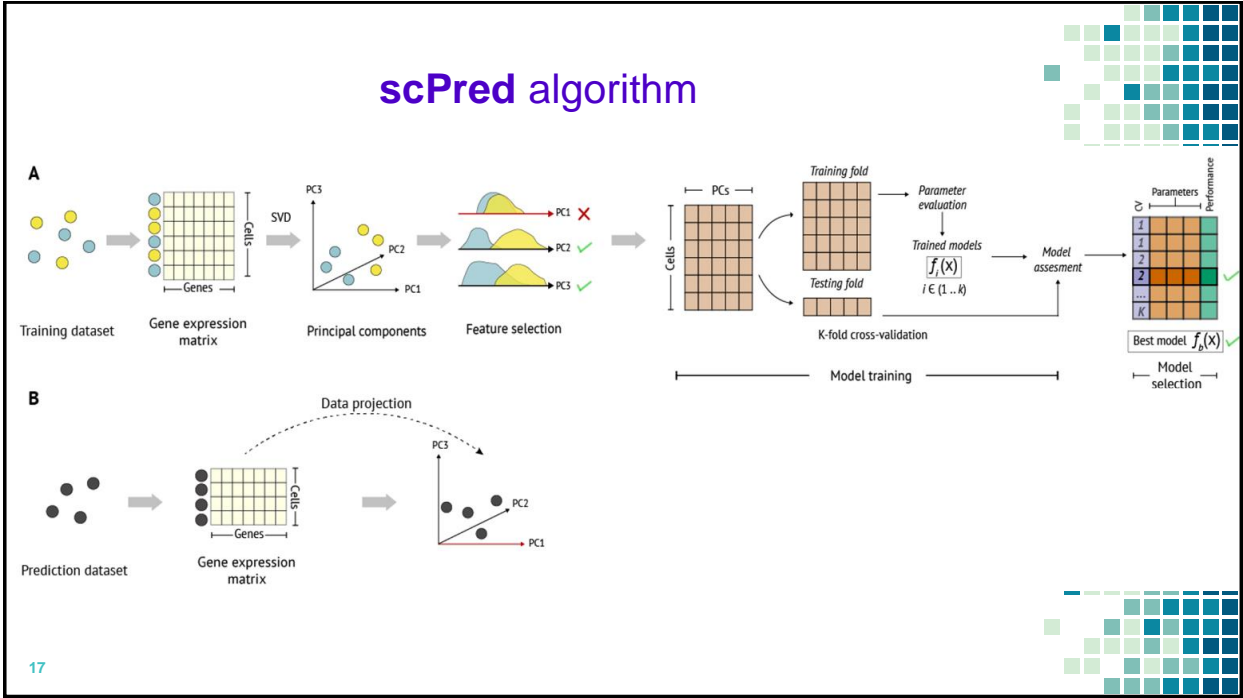 scPred algorithm
A
Training dataset
Cells
Genes
Gene expression
matrix
SVD
PC3
PC2
PC1
Principal components
PC1
PC2
PC3
Feature selection
PCs
Cells
Training fold
Testing fold
K-fold cross-validation
Parameter
evaluation
Trained models
fi(x)
i ∈ (1 .. k)
Model
assesment
Model training
CV
Parameters
Performance
1
1
2
2
...
K
Best model fb(x)
Model
selection
B
Data projection
Prediction dataset
Cells
Genes
Gene expression
matrix
PC3
PC2
PC1
17